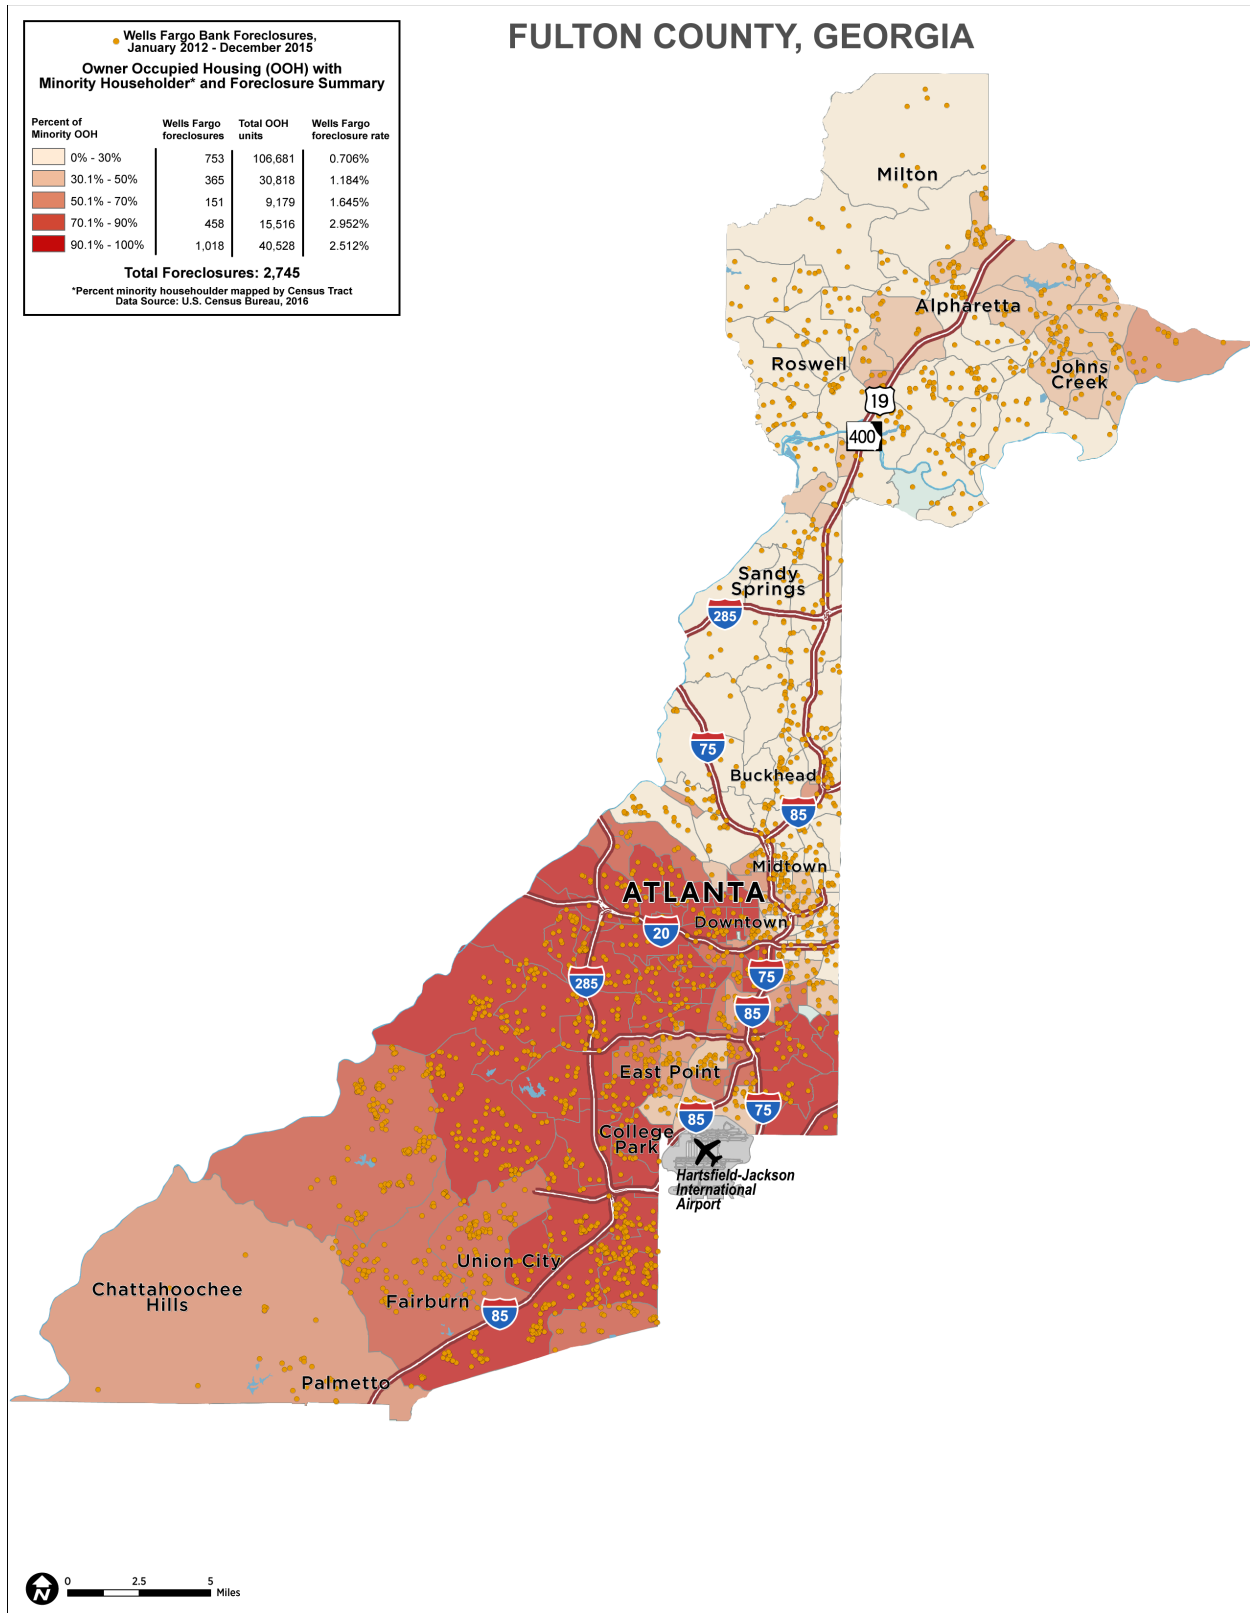 FULTON COUNTY, GEORGIA
Wells Fargo Bank Foreclosures,
January 2012 - December 2015
Owner Occupied Housing (OOH) with
Minority Householder* and Foreclosure Summary
Percent of
Minority OOH
Wells Fargo
foreclosures
Total OOH
units
Wells Fargo
foreclosure rate
0% - 30% 753 106,681 0.706%
30.1% - 50% 365 30,818 1.184%
50.1% - 70% 151 9,179 1.645%
70.1% - 90% 458 15,516 2.952%
90.1% - 100% 1,018 40,528 2.512%
Total Foreclosures: 2,745
*Percent minority househoulder mapped by Census Tract
Data Source: U.S. Census Bureau, 2016
Milton
Alpharetta
Roswell
Johns
Creek
19
400
Sandy
Springs
285
75
Buckhead
85
Midtown
ATLANTA
Downtown
20
75
285
85
East Point
75
85
College
Park
Hartsfield-Jackson
International
Airport
Union City
Chattahoochee
Hills
Fairburn
85
Palmetto
N
0 2.5 5
Miles